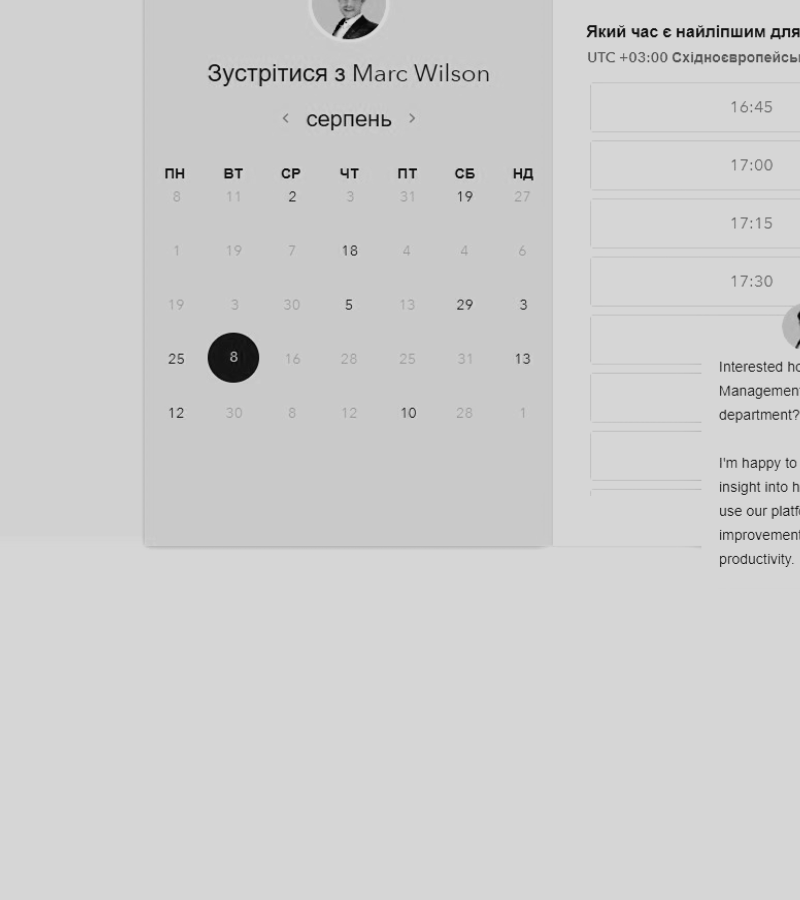 Зустрітися з Marc Wilson
< серпень >
ПН ВТ СР ЧТ ПТ СБ НД
8 11 2 3 31 19 27
1 19 7 18 4 4 6
19 3 30 5 13 29 3
25 8 16 28 25 31 13
12 30 8 12 10 28 1
Який час є найліпшим для
UTC +03:00
16:45
17:00
17:15
17:30
Interested
Management
department?
I'm happy to
insight into
use our
improvement
productivity.